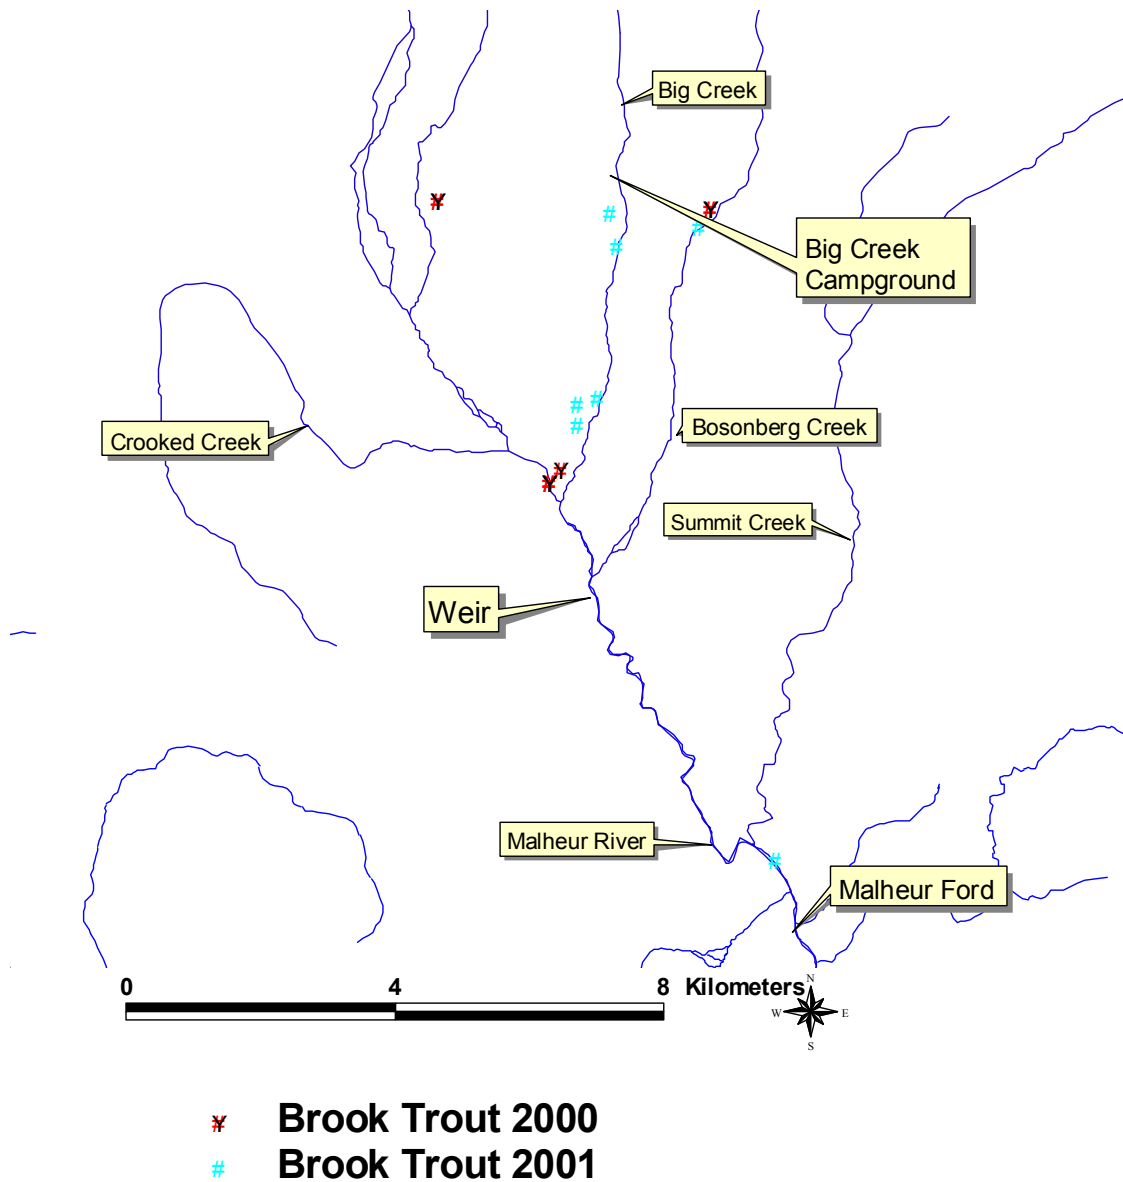 Big Creek
Big Creek
Campground
Crooked Creek
Bosonberg Creek
Summit Creek
Weir
Malheur River
Malheur Ford
0 4 8 Kilometers
N
W E
S
Brook Trout 2000
# Brook Trout 2001